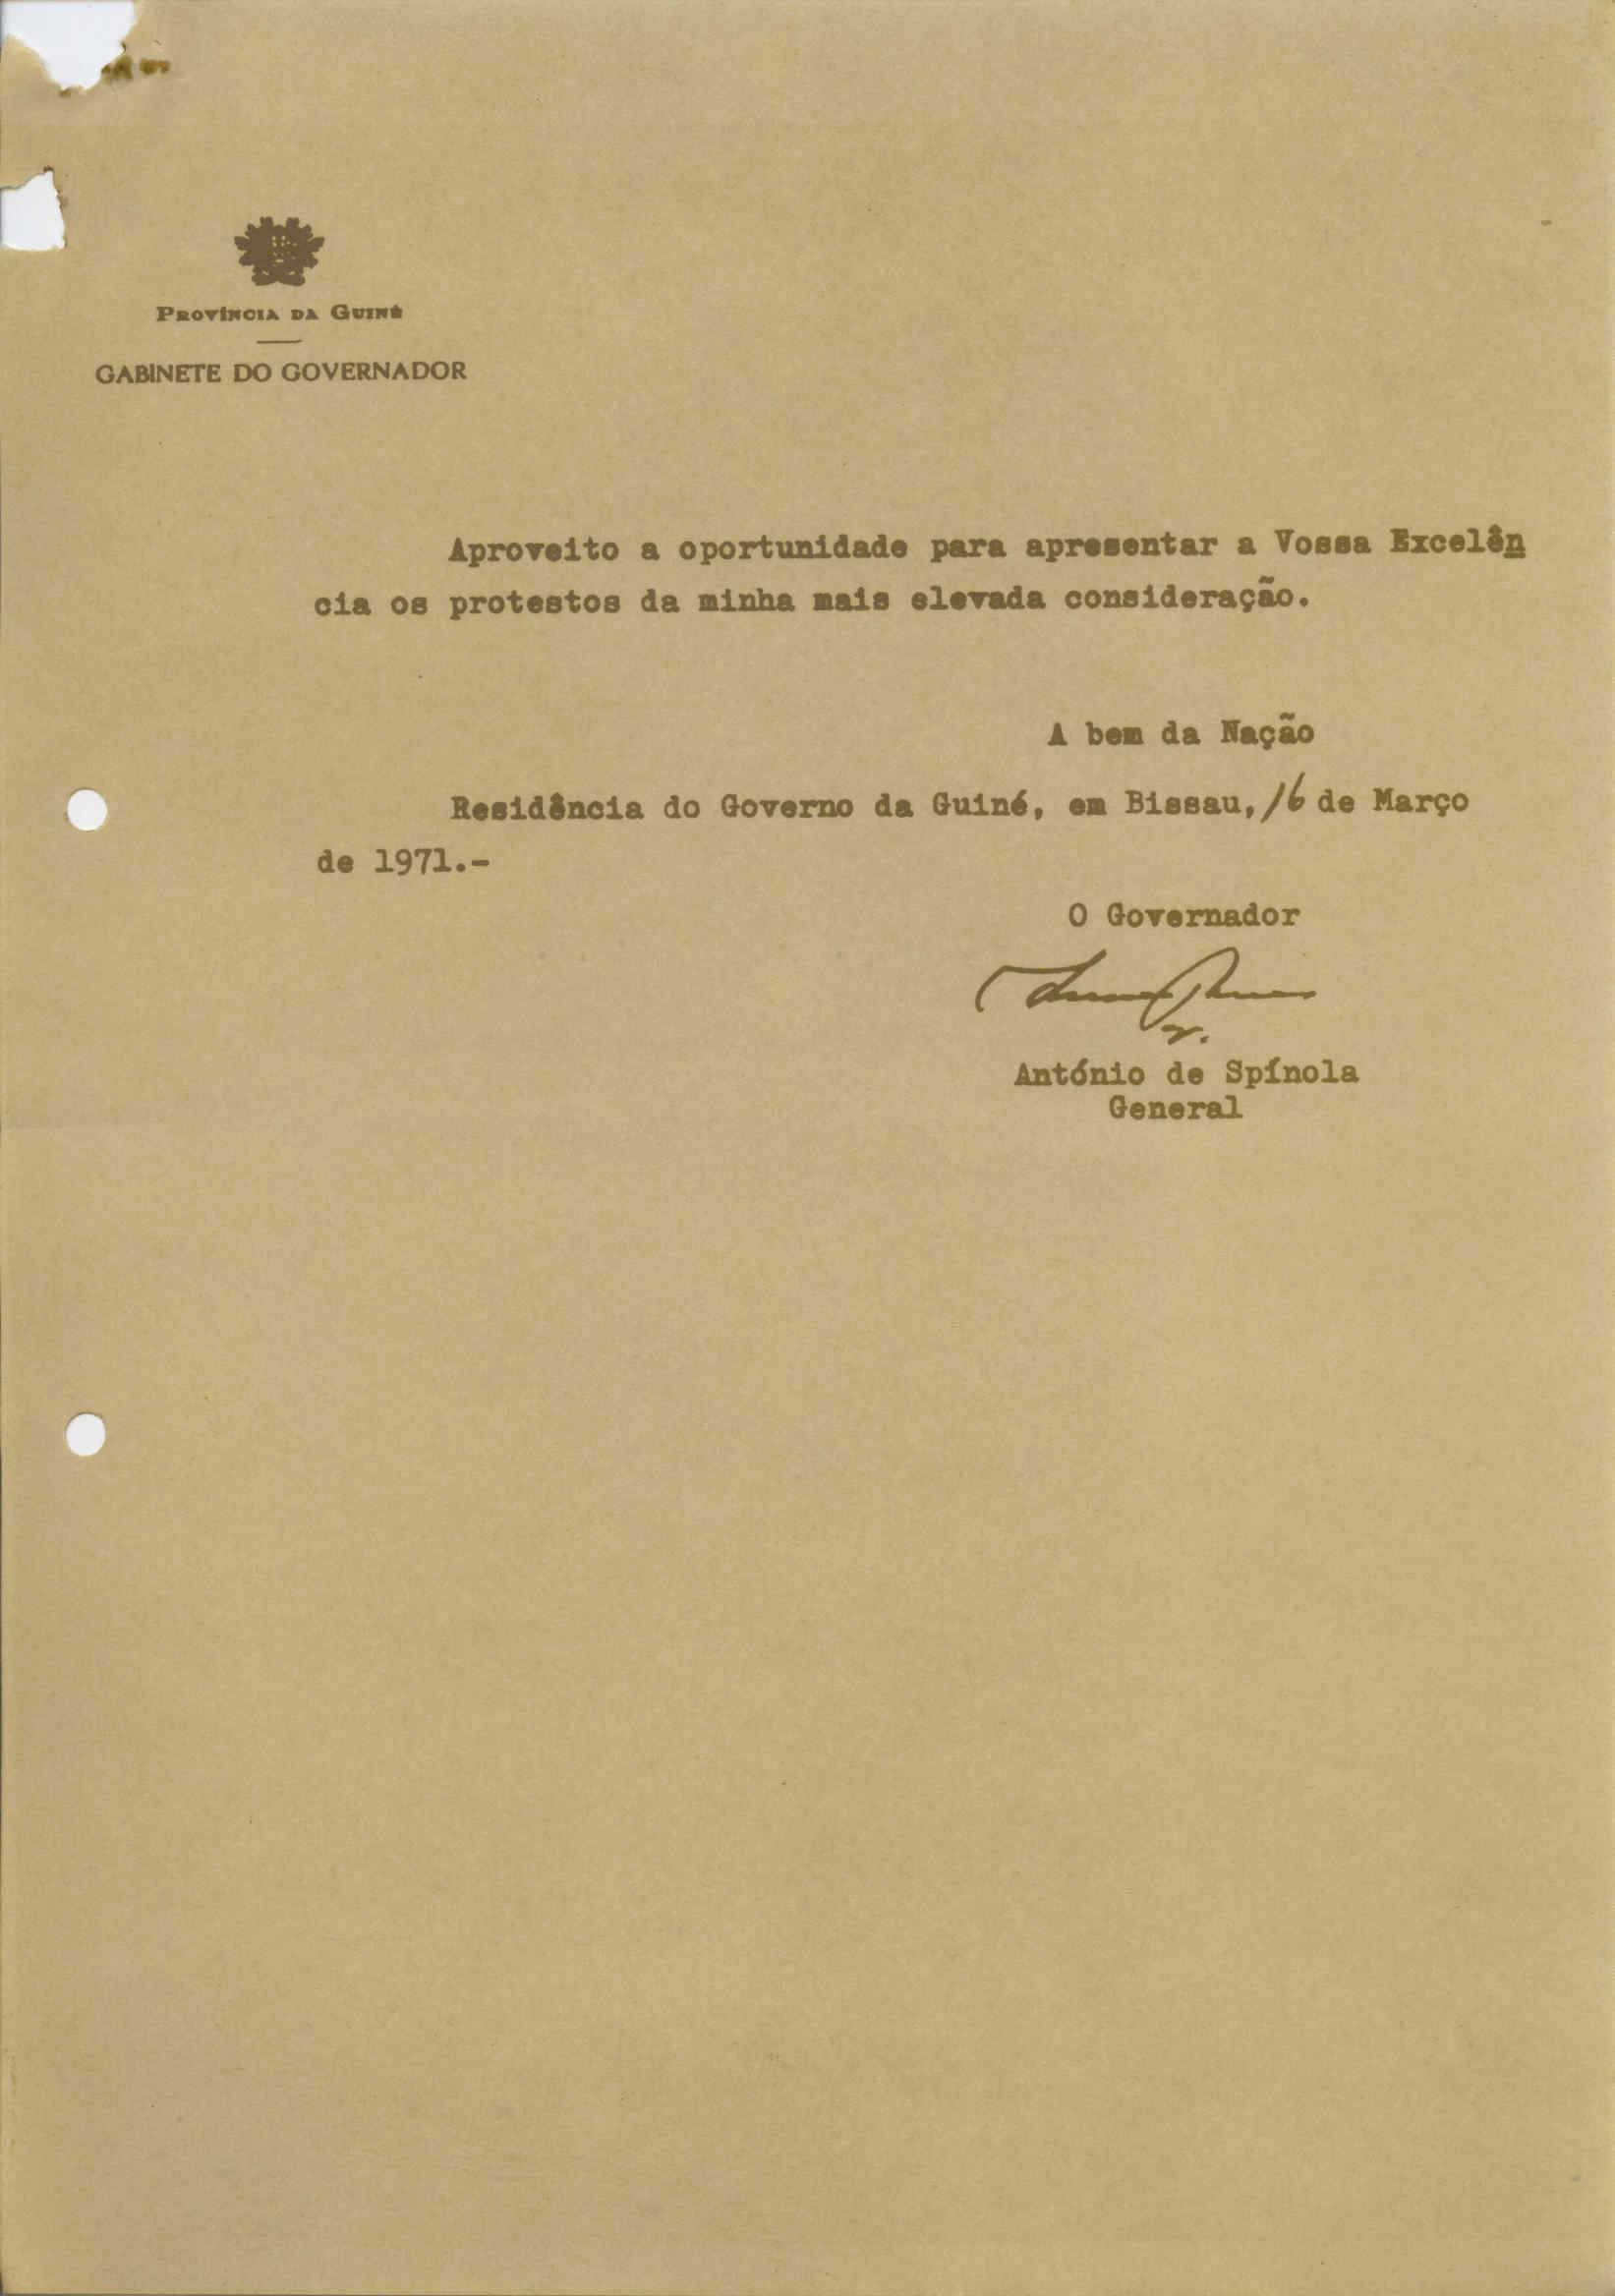 PROVÍNCIA DA GUINÉ
GABINETE DO GOVERNADOR
Aproveito a oportunidade para apresentar a Vossa Excelên
cia os protestos da minha mais elevada consideração.
A bem da Nação
Residência do Governo da Guiné, em Bissau, 16 de Março
de 1971.-
O Governador
António de Spínola
General